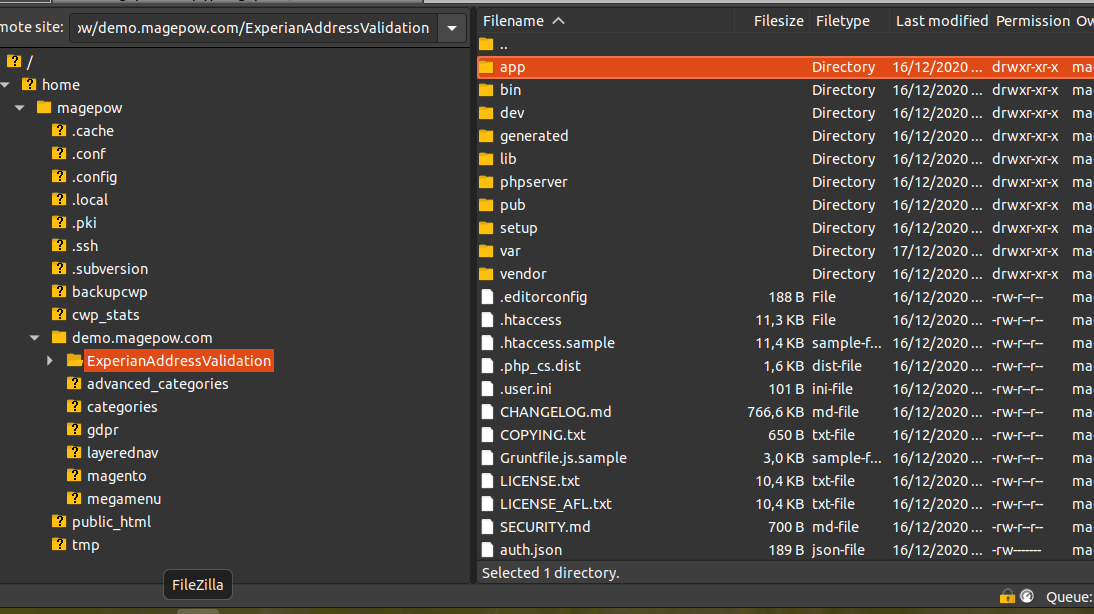 mote site: ow/demo.magepow.com/ExperianAddressValidation
/
home
magepow
.cache
.conf
.config
.local
.pki
.ssh
.subversion
backupcwp
cwp_stats
demo.magepow.com
ExperianAddressValidation
advanced_categories
categories
gdpr
layerednav
magento
megamenu
public_html
tmp
FileZilla
Filename Filesize Filetype Last modified Permission Ow
..
app Directory 16/12/2020 ... drwxr-xr-x ma
bin Directory 16/12/2020 ... drwxr-xr-x ma
dev Directory 16/12/2020 ... drwxr-xr-x ma
generated Directory 16/12/2020 ... drwxr-xr-x ma
lib Directory 16/12/2020 ... drwxr-xr-x ma
phpserver Directory 16/12/2020 ... drwxr-xr-x ma
pub Directory 16/12/2020 ... drwxr-xr-x ma
setup Directory 16/12/2020 ... drwxr-xr-x ma
var Directory 17/12/2020 ... drwxr-xr-x ma
vendor Directory 16/12/2020 ... drwxr-xr-x ma
.editorconfig 188 B File 16/12/2020 ... -rw-r--r-- ma
.htaccess 11,3 KB File 16/12/2020 ... -rw-r--r-- ma
.htaccess.sample 11,4 KB sample-f... 16/12/2020 ... -rw-r--r-- ma
.php_cs.dist 1,6 KB dist-file 16/12/2020 ... -rw-r--r-- ma
.user.ini 101 B ini-file 16/12/2020 ... -rw-r--r-- ma
CHANGELOG.md 766,6 KB md-file 16/12/2020 ... -rw-r--r-- ma
COPYING.txt 650 B txt-file 16/12/2020 ... -rw-r--r-- ma
Gruntfile.js.sample 3,0 KB sample-f... 16/12/2020 ... -rw-r--r-- ma
LICENSE.txt 10,4 KB txt-file 16/12/2020 ... -rw-r--r-- ma
LICENSE_AFL.txt 10,4 KB txt-file 16/12/2020 ... -rw-r--r-- ma
SECURITY.md 700 B md-file 16/12/2020 ... -rw-r--r-- ma
auth.json 189 B json-file 16/12/2020 ... -rw------- ma
Selected 1 directory.
Queue: